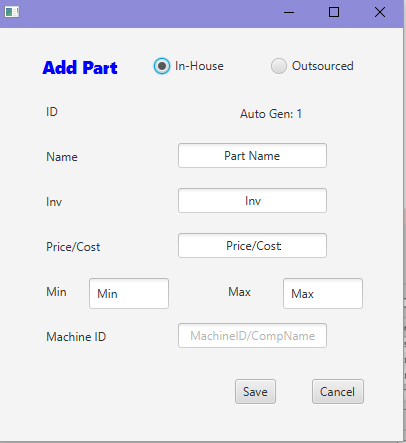 Add Part In-House Outsourced
ID Auto Gen: 1
Name Part Name
Inv Inv
Price/Cost Price/Cost
Min Min Max Max
Machine ID MachineID/CompName
Save Cancel